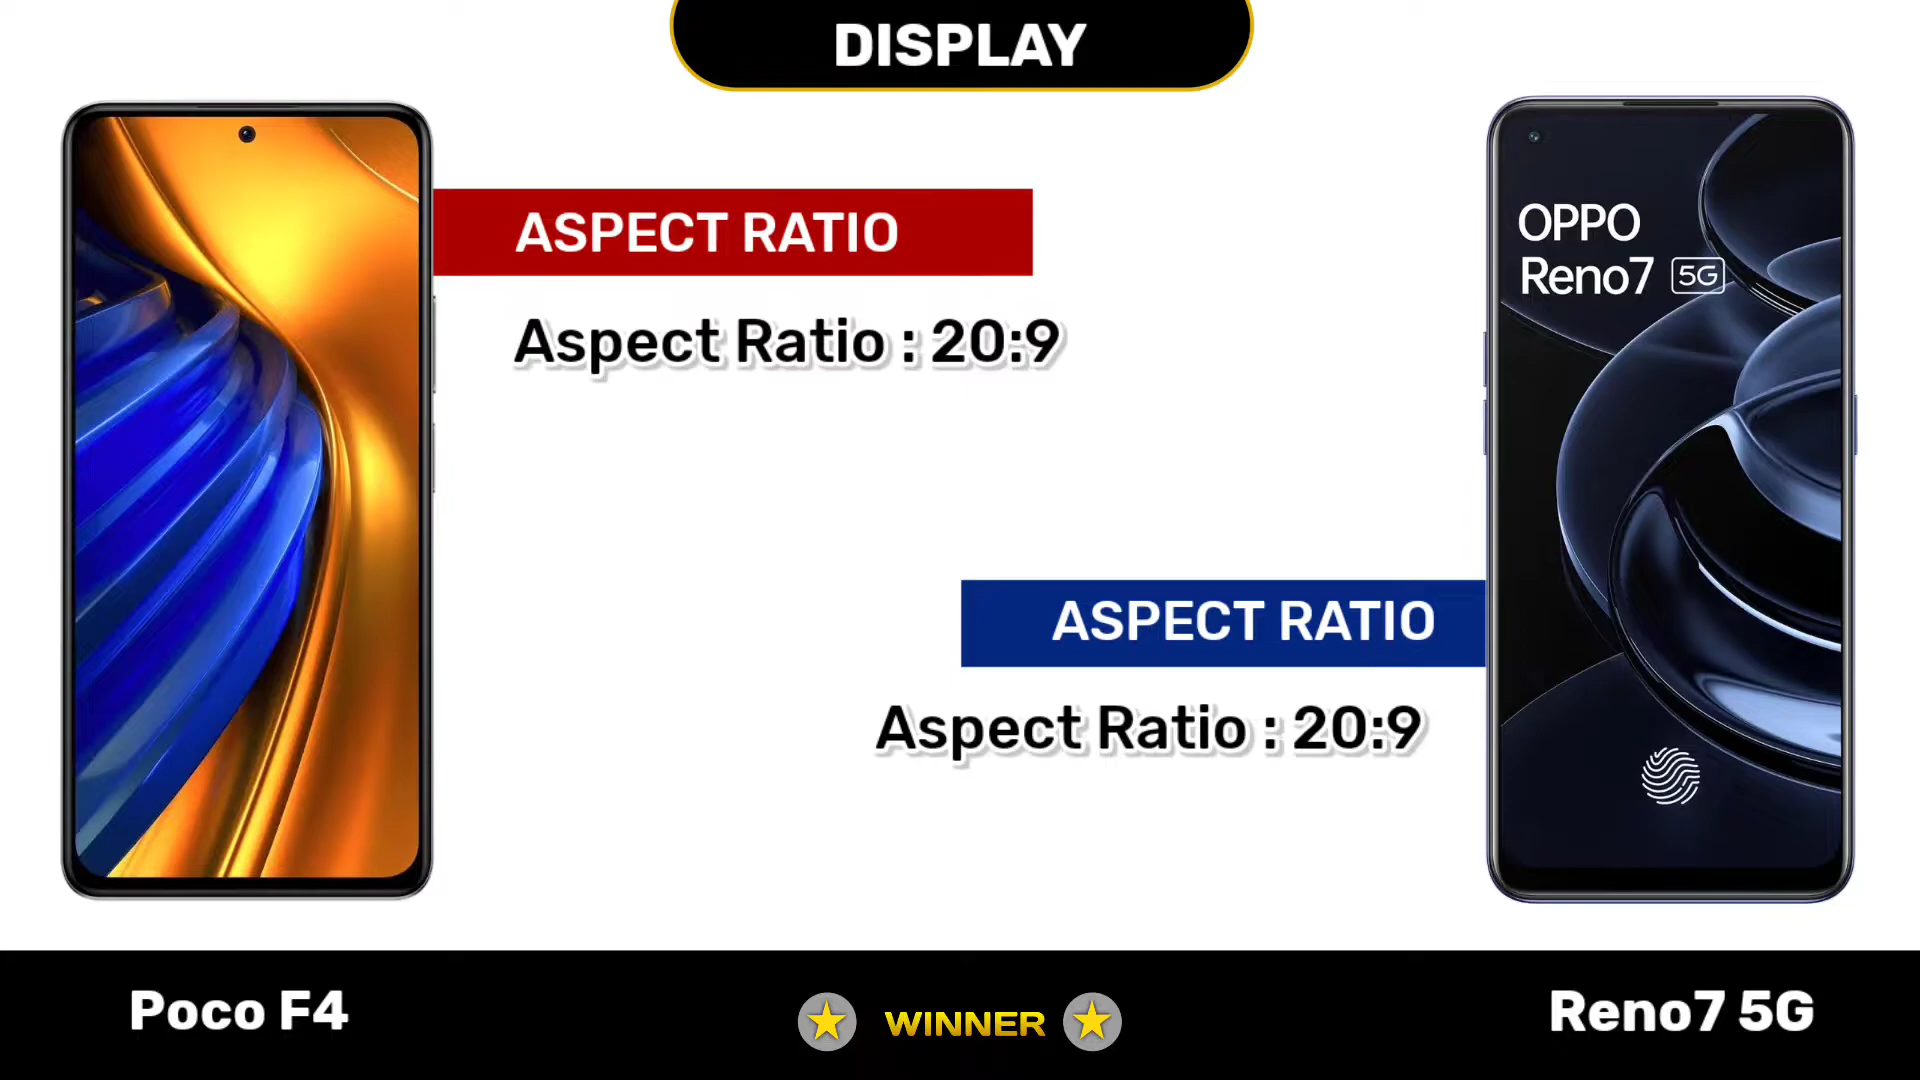 DISPLAY
ASPECT RATIO
Aspect Ratio : 20:9
OPPO
Reno7 5G
ASPECT RATIO
Aspect Ratio : 20:9
Poco F4
WINNER
Reno7 5G